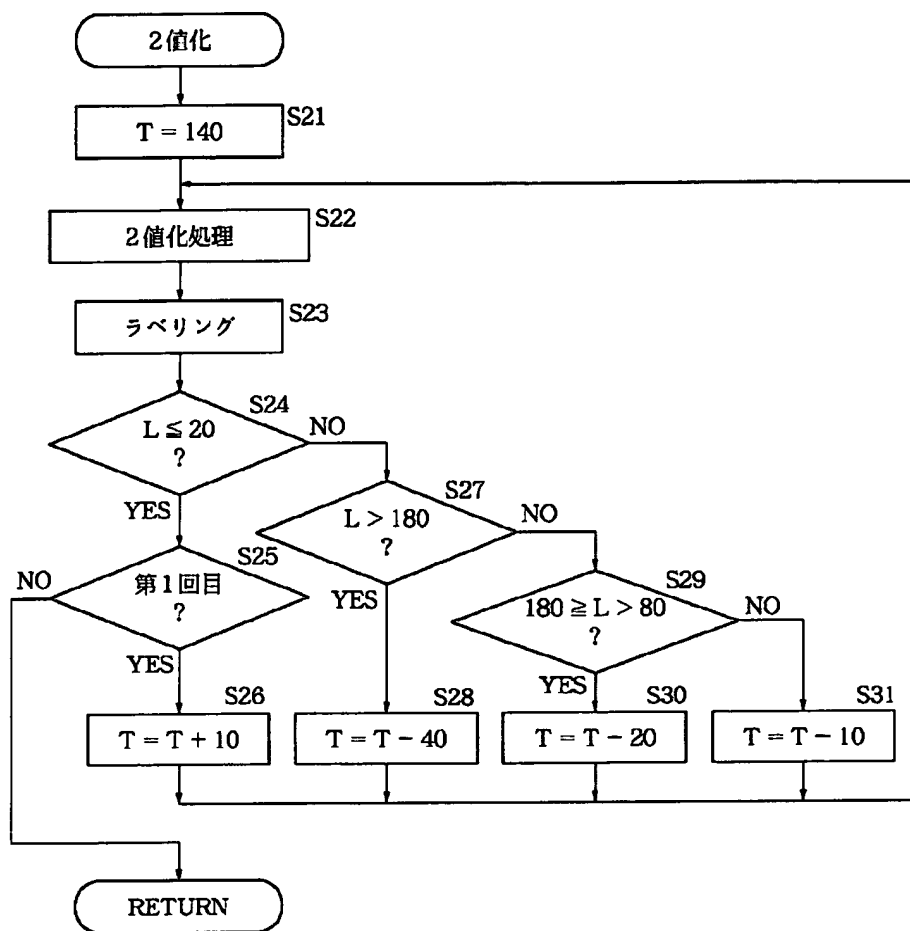 2値化
S21
T = 140
S22
2値化処理
S23
ラベリング
S24
L ≦ 20
?
NO
YES
S27
L > 180
?
NO
YES
S25
第1回目
?
NO
YES
S29
180 ≧ L > 80
?
NO
YES
S26
T = T + 10
S28
T = T − 40
S30
T = T − 20
S31
T = T − 10
RETURN